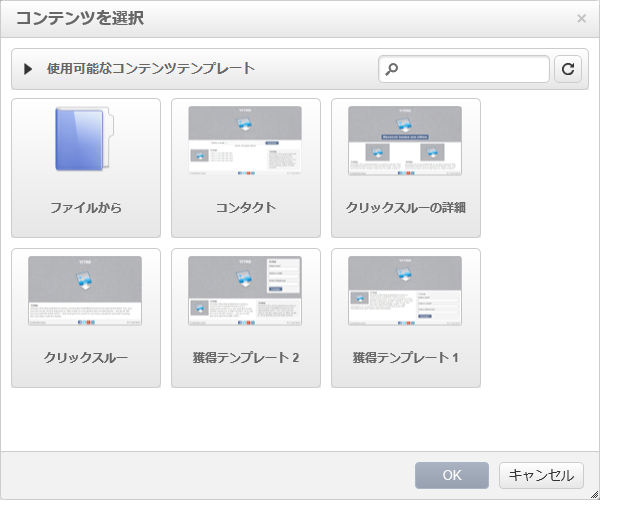 コンテンツを選択
使用可能なコンテンツテンプレート
ファイルから
コンタクト
クリックスルーの詳細
クリックスルー
獲得テンプレート 2
獲得テンプレート 1
OK
キャンセル